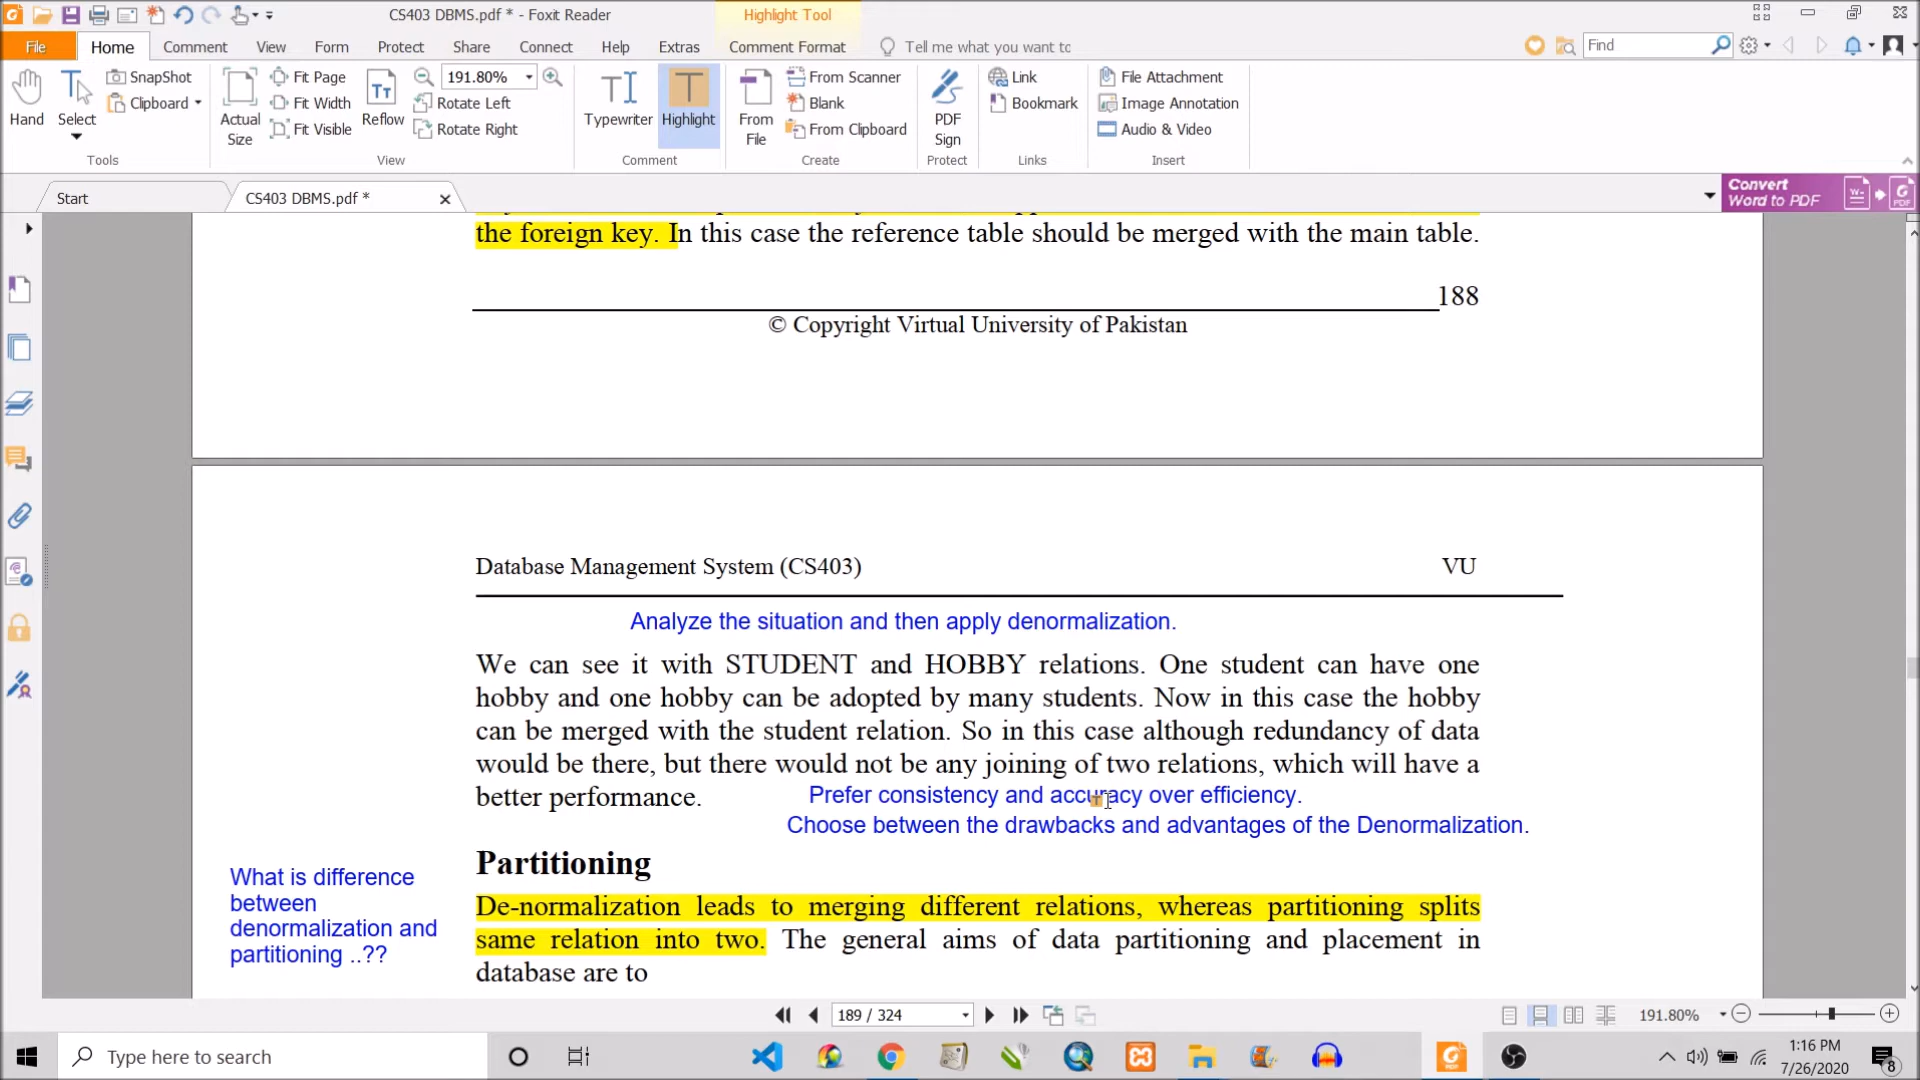 CS403 DBMS.pdf * - Foxit Reader
Highlight Tool
File
Home
Comment
View
Form
Protect
Share
Connect
Help
Extras
Comment Format
Tell me what you want to
Find
Hand
Select
SnapShot
Clipboard
Tools
Actual Size
Fit Page
Fit Width
Fit Visible
Reflow
191.80%
Rotate Left
Rotate Right
View
Typewriter
Highlight
Comment
From File
From Scanner
Blank
From Clipboard
Create
PDF Sign
Protect
Link
Bookmark
Links
File Attachment
Image Annotation
Audio & Video
Insert
Start
CS403 DBMS.pdf *
Convert
Word to PDF
the foreign key. In this case the reference table should be merged with the main table.
188
© Copyright Virtual University of Pakistan
Database Management System (CS403)
VU
Analyze the situation and then apply denormalization.
We can see it with STUDENT and HOBBY relations. One student can have one
hobby and one hobby can be adopted by many students. Now in this case the hobby
can be merged with the student relation. So in this case although redundancy of data
would be there, but there would not be any joining of two relations, which will have a
better performance.
Prefer consistency and accuracy over efficiency.
Choose between the drawbacks and advantages of the Denormalization.
Partitioning
What is difference
between
denormalization and
partitioning ..??
De-normalization leads to merging different relations, whereas partitioning splits
same relation into two. The general aims of data partitioning and placement in
database are to
189 / 324
191.80%
Type here to search
1:16 PM
7/26/2020
8